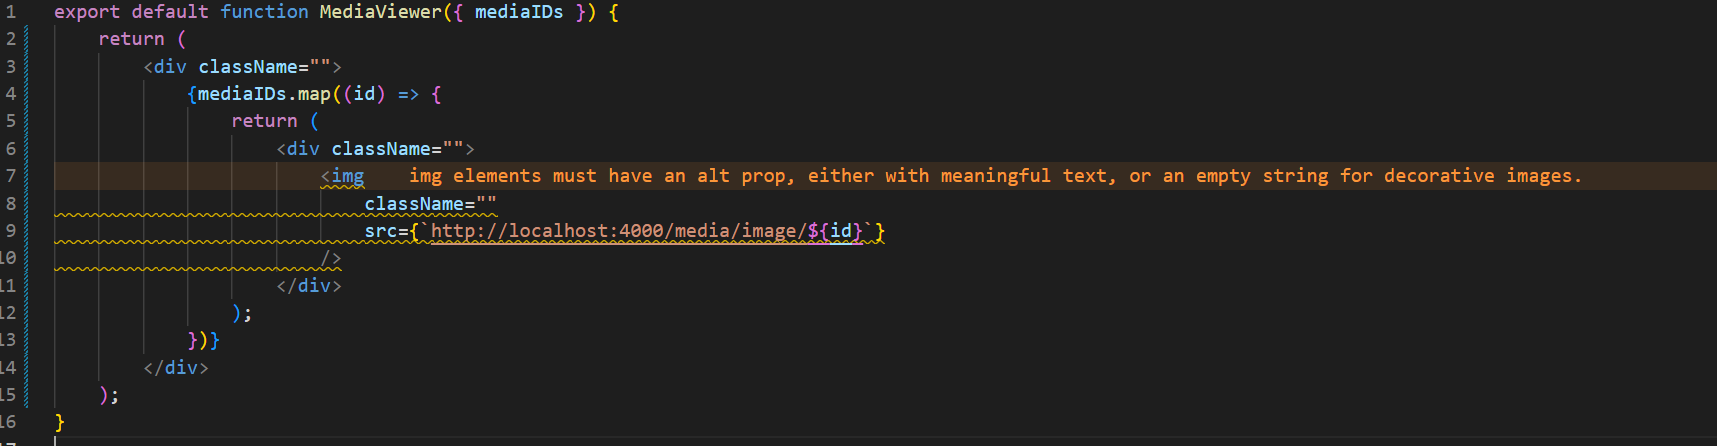 1 export default function MediaViewer({ mediaIDs }) {
2 return (
3 <div className="">
4 {mediaIDs.map((id) => {
5 return (
6 <div className="">
7 <img img elements must have an alt prop, either with meaningful text, or an empty string for decorative images.
8 className=""
9 src={`http://localhost:4000/media/image/${id}`}
10 />
11 </div>
12 );
13 })}
14 </div>
15 );
16 }
17